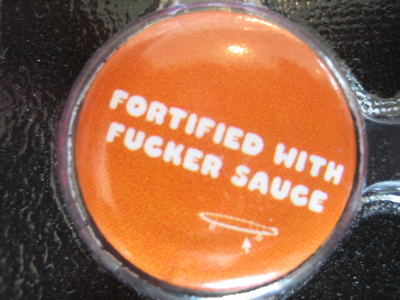 FORTIFIED WITH
FUCKER SAUCE